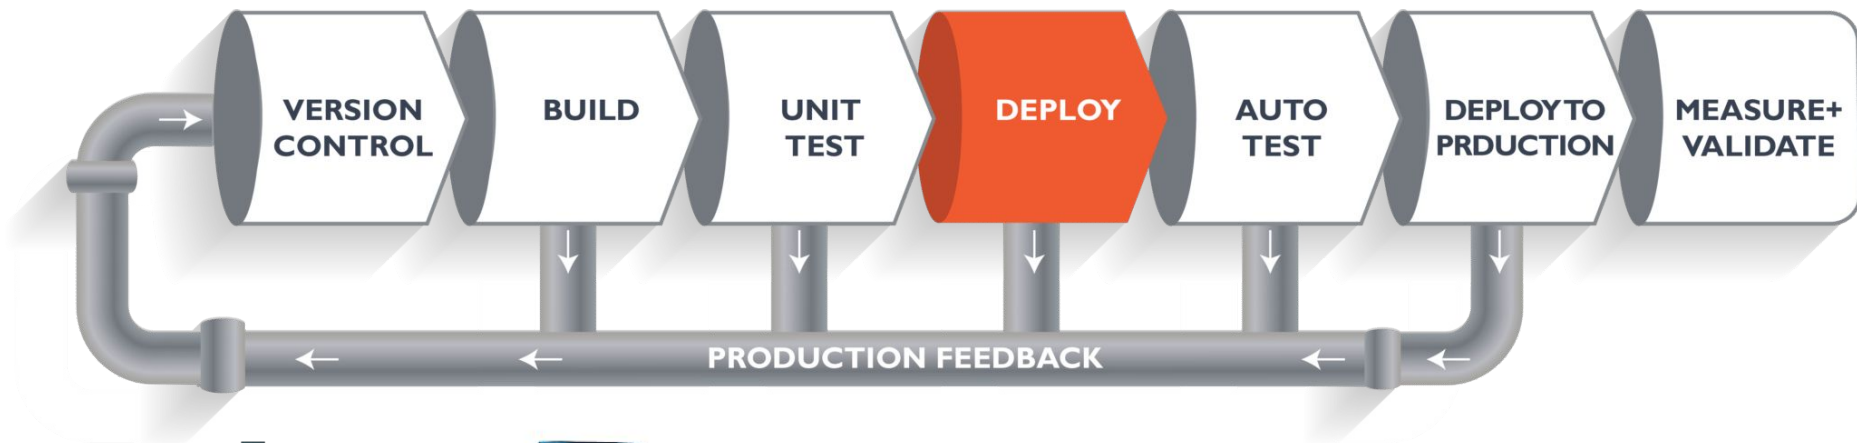 VERSION
CONTROL
BUILD
UNIT
TEST
DEPLOY
AUTO
TEST
DEPLOY TO
PRDUCTION
MEASURE+
VALIDATE
PRODUCTION FEEDBACK